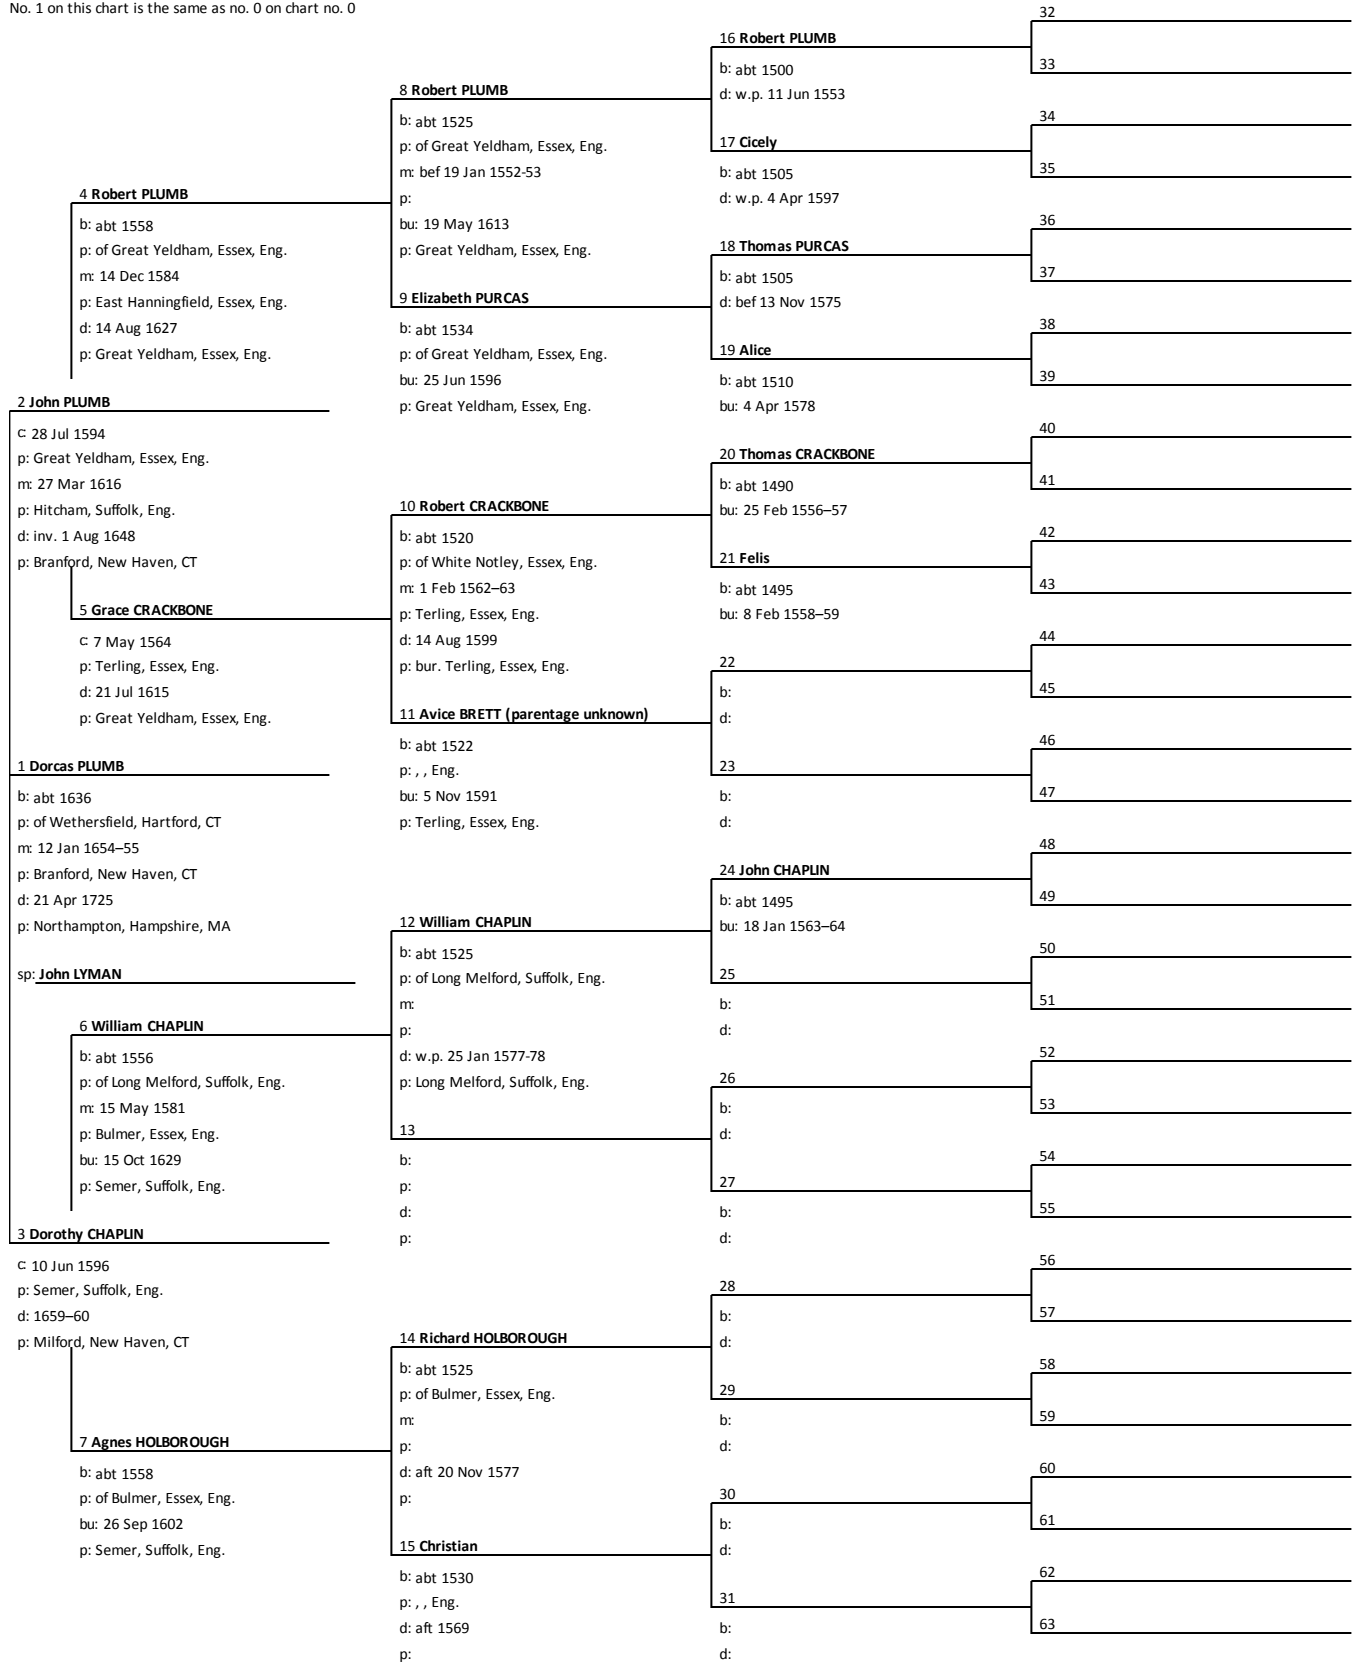 No. 1 on this chart is the same as no. 0 on chart no. 0
4 Robert PLUMB
b: abt 1558
p: of Great Yeldham, Essex, Eng.
m: 14 Dec 1584
p: East Hanningfield, Essex, Eng.
d: 14 Aug 1627
p: Great Yeldham, Essex, Eng.
2 John PLUMB
c: 28 Jul 1594
p: Great Yeldham, Essex, Eng.
m: 27 Mar 1616
p: Hitcham, Suffolk, Eng.
d: inv. 1 Aug 1648
p: Branford, New Haven, CT
5 Grace CRACKBONE
c: 7 May 1564
p: Terling, Essex, Eng.
d: 21 Jul 1615
p: Great Yeldham, Essex, Eng.
1 Dorcas PLUMB
b: abt 1636
p: of Wethersfield, Hartford, CT
m: 12 Jan 1654–55
p: Branford, New Haven, CT
d: 21 Apr 1725
p: Northampton, Hampshire, MA
sp: John LYMAN
6 William CHAPLIN
b: abt 1556
p: of Long Melford, Suffolk, Eng.
m: 15 May 1581
p: Bulmer, Essex, Eng.
bu: 15 Oct 1629
p: Semer, Suffolk, Eng.
3 Dorothy CHAPLIN
c: 10 Jun 1596
p: Semer, Suffolk, Eng.
d: 1659–60
p: Milford, New Haven, CT
7 Agnes HOLBOROUGH
b: abt 1558
p: of Bulmer, Essex, Eng.
bu: 26 Sep 1602
p: Semer, Suffolk, Eng.
8 Robert PLUMB
b: abt 1525
p: of Great Yeldham, Essex, Eng.
m: bef 19 Jan 1552-53
p:
bu: 19 May 1613
p: Great Yeldham, Essex, Eng.
9 Elizabeth PURCAS
b: abt 1534
p: of Great Yeldham, Essex, Eng.
bu: 25 Jun 1596
p: Great Yeldham, Essex, Eng.
10 Robert CRACKBONE
b: abt 1520
p: of White Notley, Essex, Eng.
m: 1 Feb 1562–63
p: Terling, Essex, Eng.
d: 14 Aug 1599
p: bur. Terling, Essex, Eng.
11 Avice BRETT (parentage unknown)
b: abt 1522
p: , , Eng.
bu: 5 Nov 1591
p: Terling, Essex, Eng.
12 William CHAPLIN
b: abt 1525
p: of Long Melford, Suffolk, Eng.
m:
p:
d: w.p. 25 Jan 1577-78
p: Long Melford, Suffolk, Eng.
13
b:
p:
d:
p:
14 Richard HOLBOROUGH
b: abt 1525
p: of Bulmer, Essex, Eng.
m:
p:
d: aft 20 Nov 1577
p:
15 Christian
b: abt 1530
p: , , Eng.
d: aft 1569
p:
16 Robert PLUMB
b: abt 1500
d: w.p. 11 Jun 1553
17 Cicely
b: abt 1505
d: w.p. 4 Apr 1597
18 Thomas PURCAS
b: abt 1505
d: bef 13 Nov 1575
19 Alice
b: abt 1510
bu: 4 Apr 1578
20 Thomas CRACKBONE
b: abt 1490
bu: 25 Feb 1556–57
21 Felis
b: abt 1495
bu: 8 Feb 1558–59
22
b:
d:
23
b:
d:
24 John CHAPLIN
b: abt 1495
bu: 18 Jan 1563–64
25
b:
d:
26
b:
d:
27
b:
d:
28
b:
d:
29
b:
d:
30
b:
d:
31
b:
d:
32
33
34
35
36
37
38
39
40
41
42
43
44
45
46
47
48
49
50
51
52
53
54
55
56
57
58
59
60
61
62
63